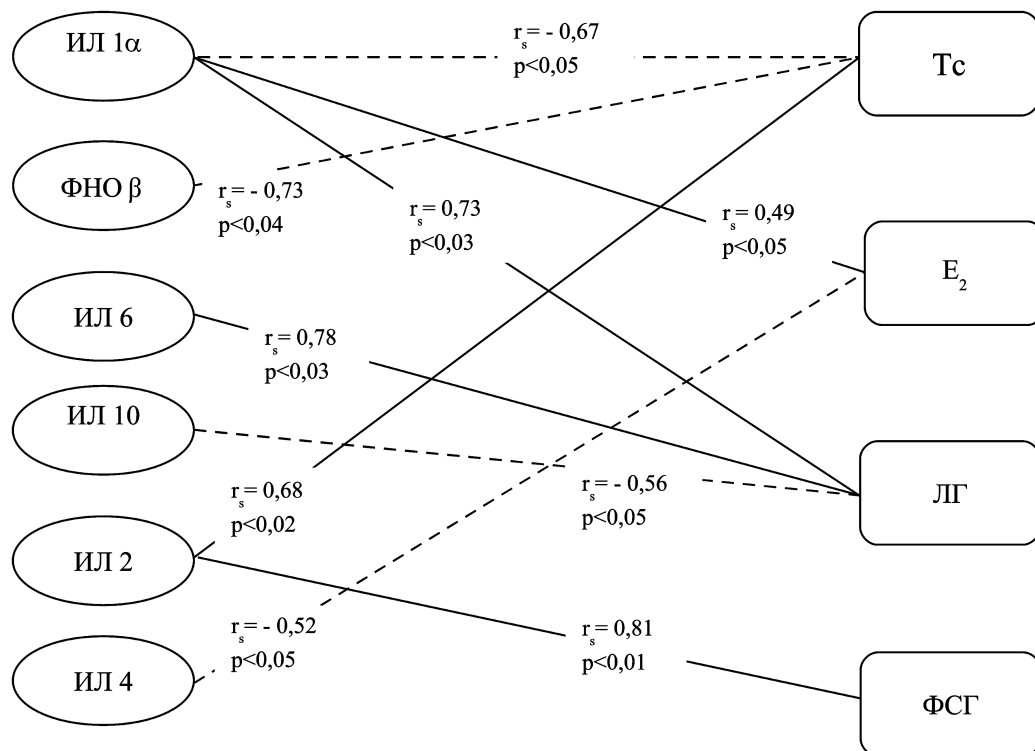 ИЛ 1α
r_s = - 0,67
p<0,05
Тс
ФНО β
r_s = - 0,73
p<0,04
r_s = 0,73
p<0,03
r_s = 0,49
p<0,05
E₂
ИЛ 6
r_s = 0,78
p<0,03
ИЛ 10
r_s = - 0,56
p<0,05
ЛГ
r_s = 0,68
p<0,02
ИЛ 2
r_s = - 0,52
p<0,05
r_s = 0,81
p<0,01
ИЛ 4
ФСГ